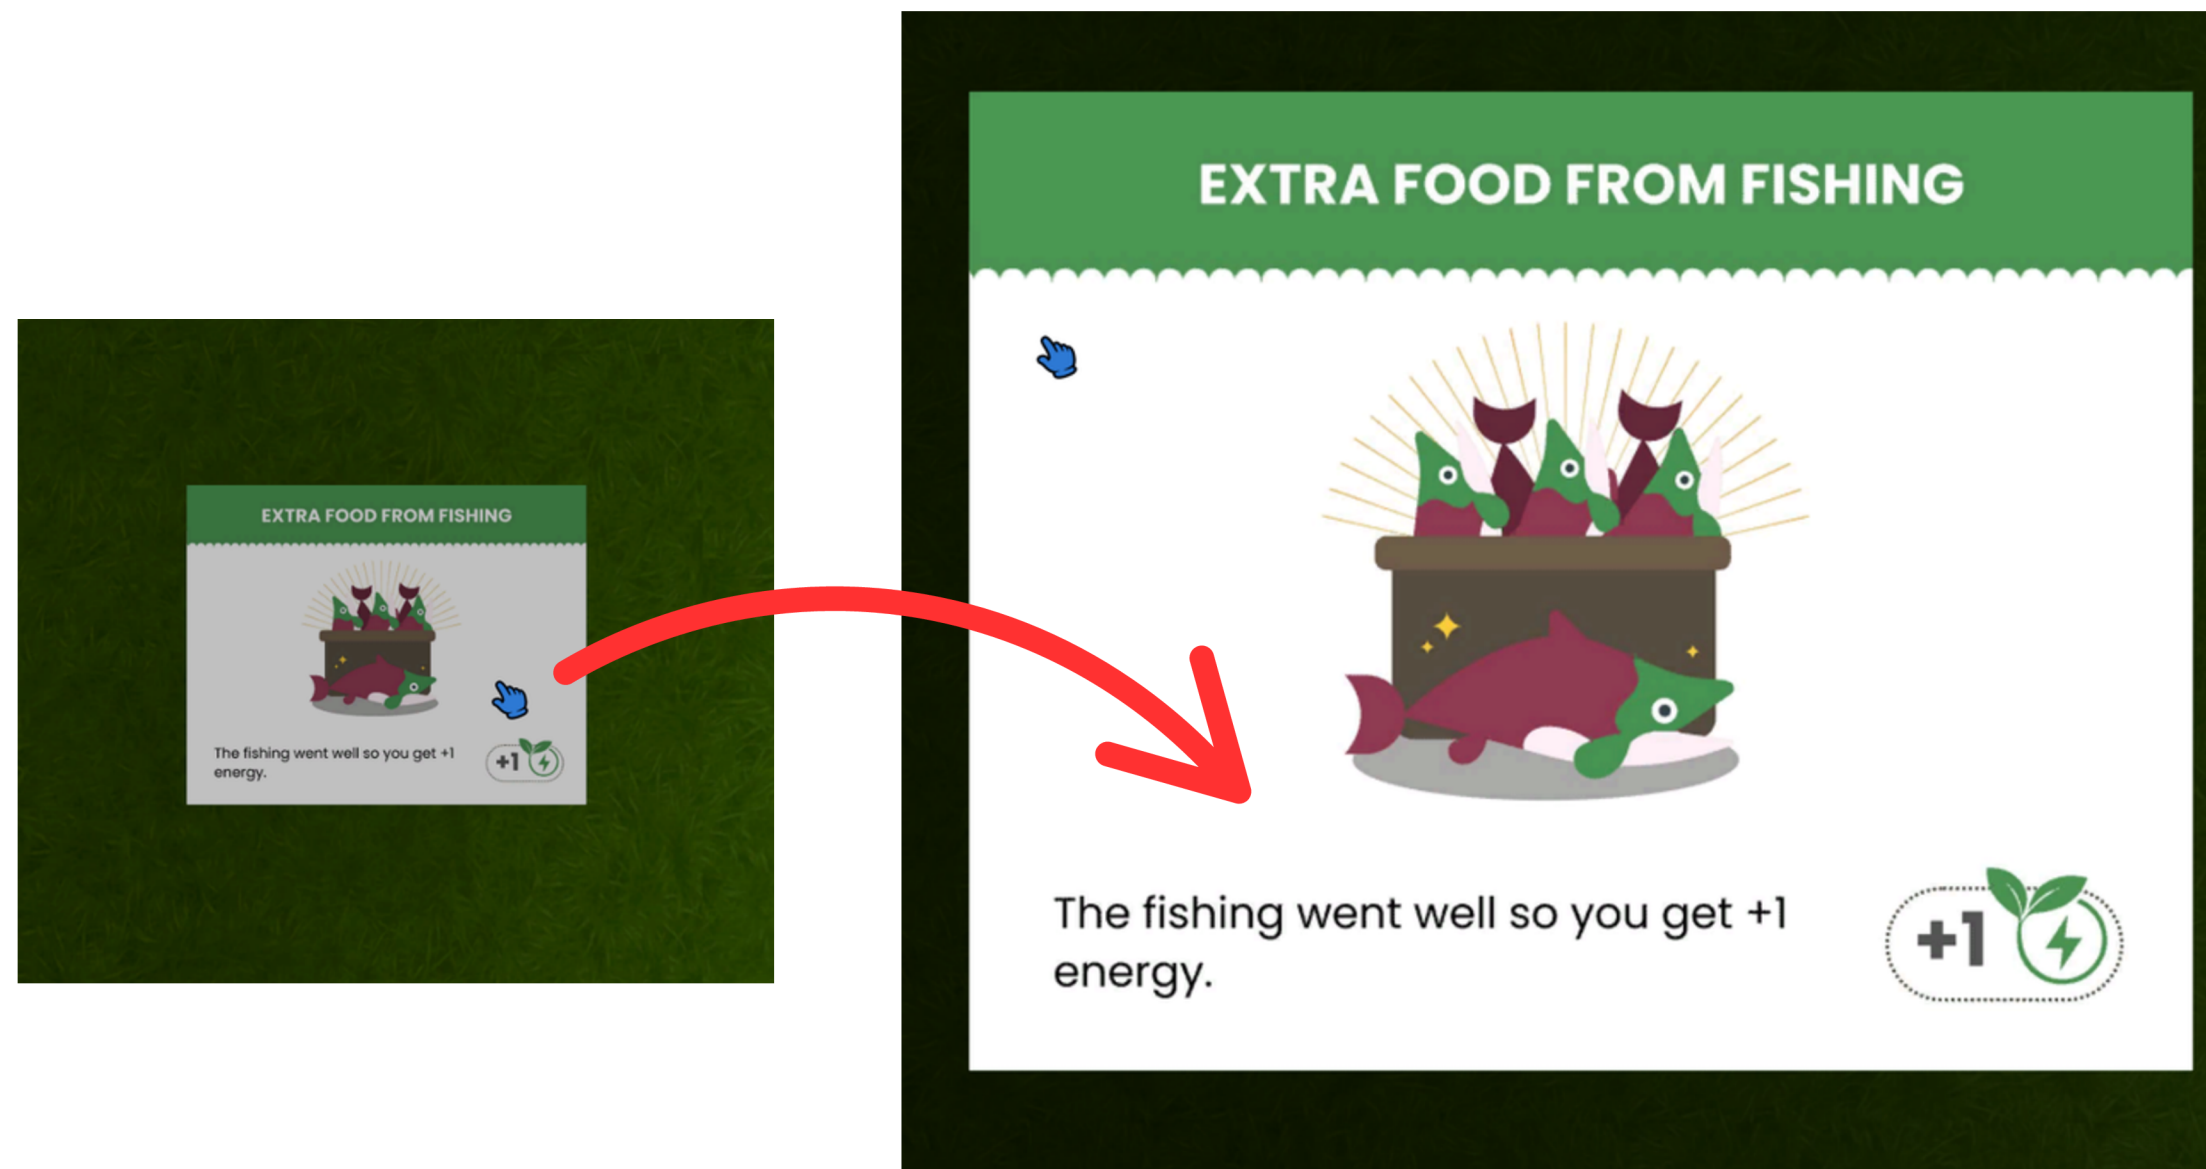 EXTRA FOOD FROM FISHING
The fishing went well so you get +1
energy.
+1
EXTRA FOOD FROM FISHING
The fishing went well so you get +1
energy.
+1